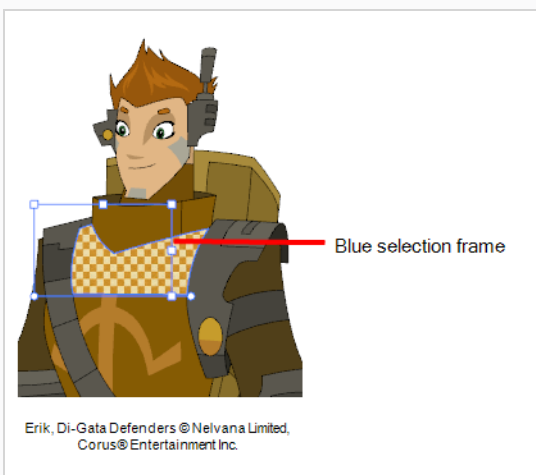 Blue selection frame
Erik, Di-Gata Defenders © Nelvana Limited,
Corus® Entertainment Inc.